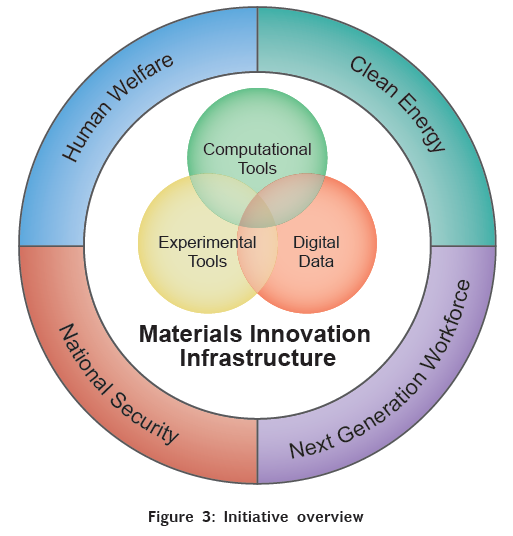 Human Welfare
Clean Energy
Computational
Tools
Experimental
Tools
Digital
Data
Materials Innovation
Infrastructure
National Security
Next Generation Workforce
Figure 3: Initiative overview